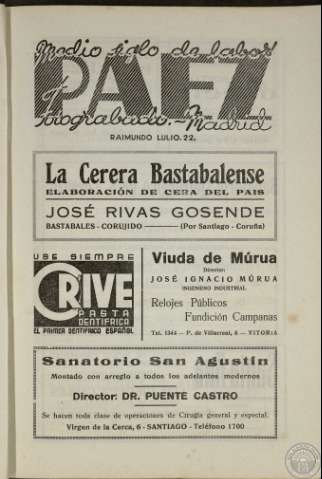 Medio siglo de labor
PAEZ
Fotograbado.-Madrid
RAIMUNDO LULIO, 22.
La Cerera Bastabalense
ELABORACIÓN DE CERA DEL PAIS
JOSÉ RIVAS GOSENDE
BASTABALES - CORUJIDO (Por Santiago - Coruña)
USE SIEMPRE
CRIVE
PASTA
DENTIFRICA
EL PRIMER DENTIFRICO ESPAÑOL
Viuda de Múrua
Director:
JOSÉ IGNACIO MÚRUA
INGENIERO INDUSTRIAL
Relojes Públicos
Fundición Campanas
Tel. 1364 - P. de Villarreal, 6 - VITORIA
Sanatorio San Agustín
Montado con arreglo a todos los adelantos modernos
Director: DR. PUENTE CASTRO
Se hacen toda clase de operaciones de Cirugía general y especial.
Virgen de la Cerca, 6 - SANTIAGO - Teléfono 1700